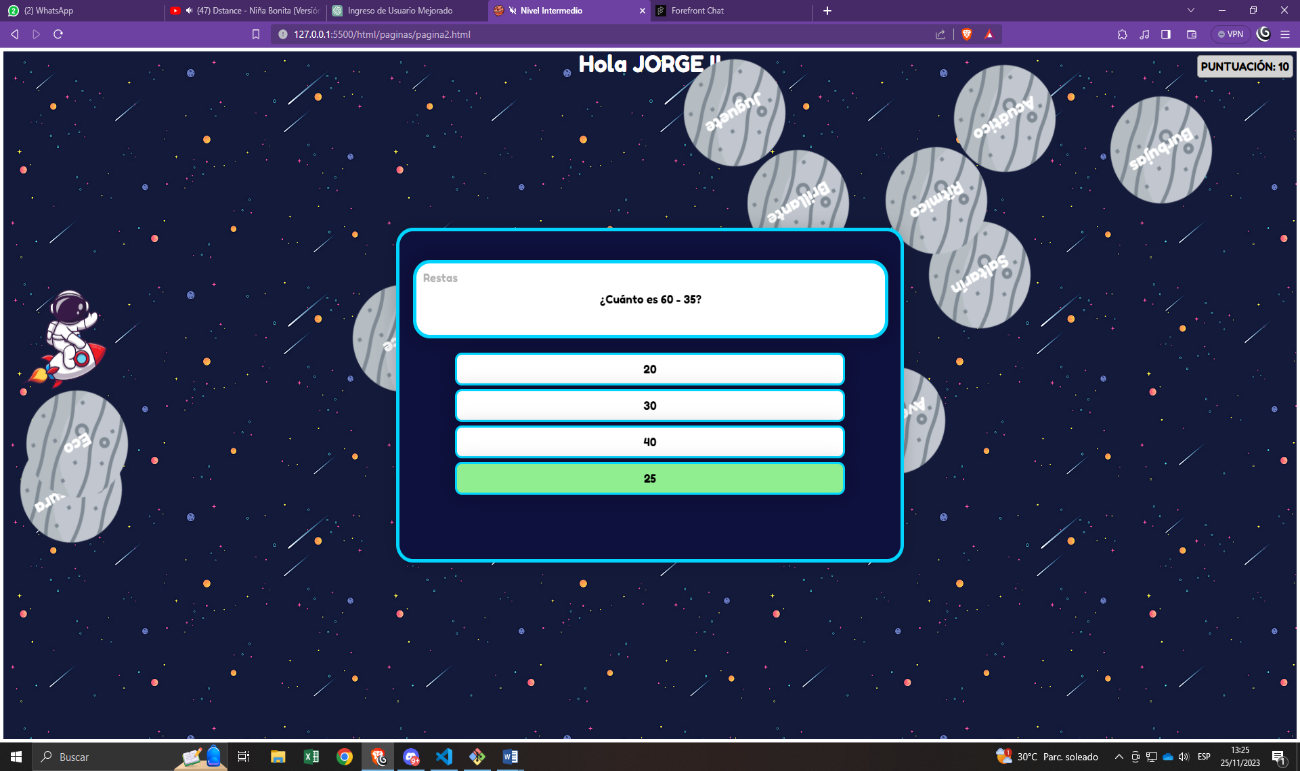 (2) WhatsApp
(47) Dstance - Niña Bonita (Versió
Ingreso de Usuario Mejorado
Nivel Intermedio
Forefront Chat
127.0.0.1:5500/html/paginas/pagina2.html
VPN
Hola JORGE !!
PUNTUACIÓN: 10
Juguete
Acuático
Burbujas
Brillante
Rítmico
Saltarín
Restas
¿Cuánto es 60 - 35?
20
30
40
25
Eco
Buscar
30°C Parc. soleado
ESP
13:25
25/11/2023